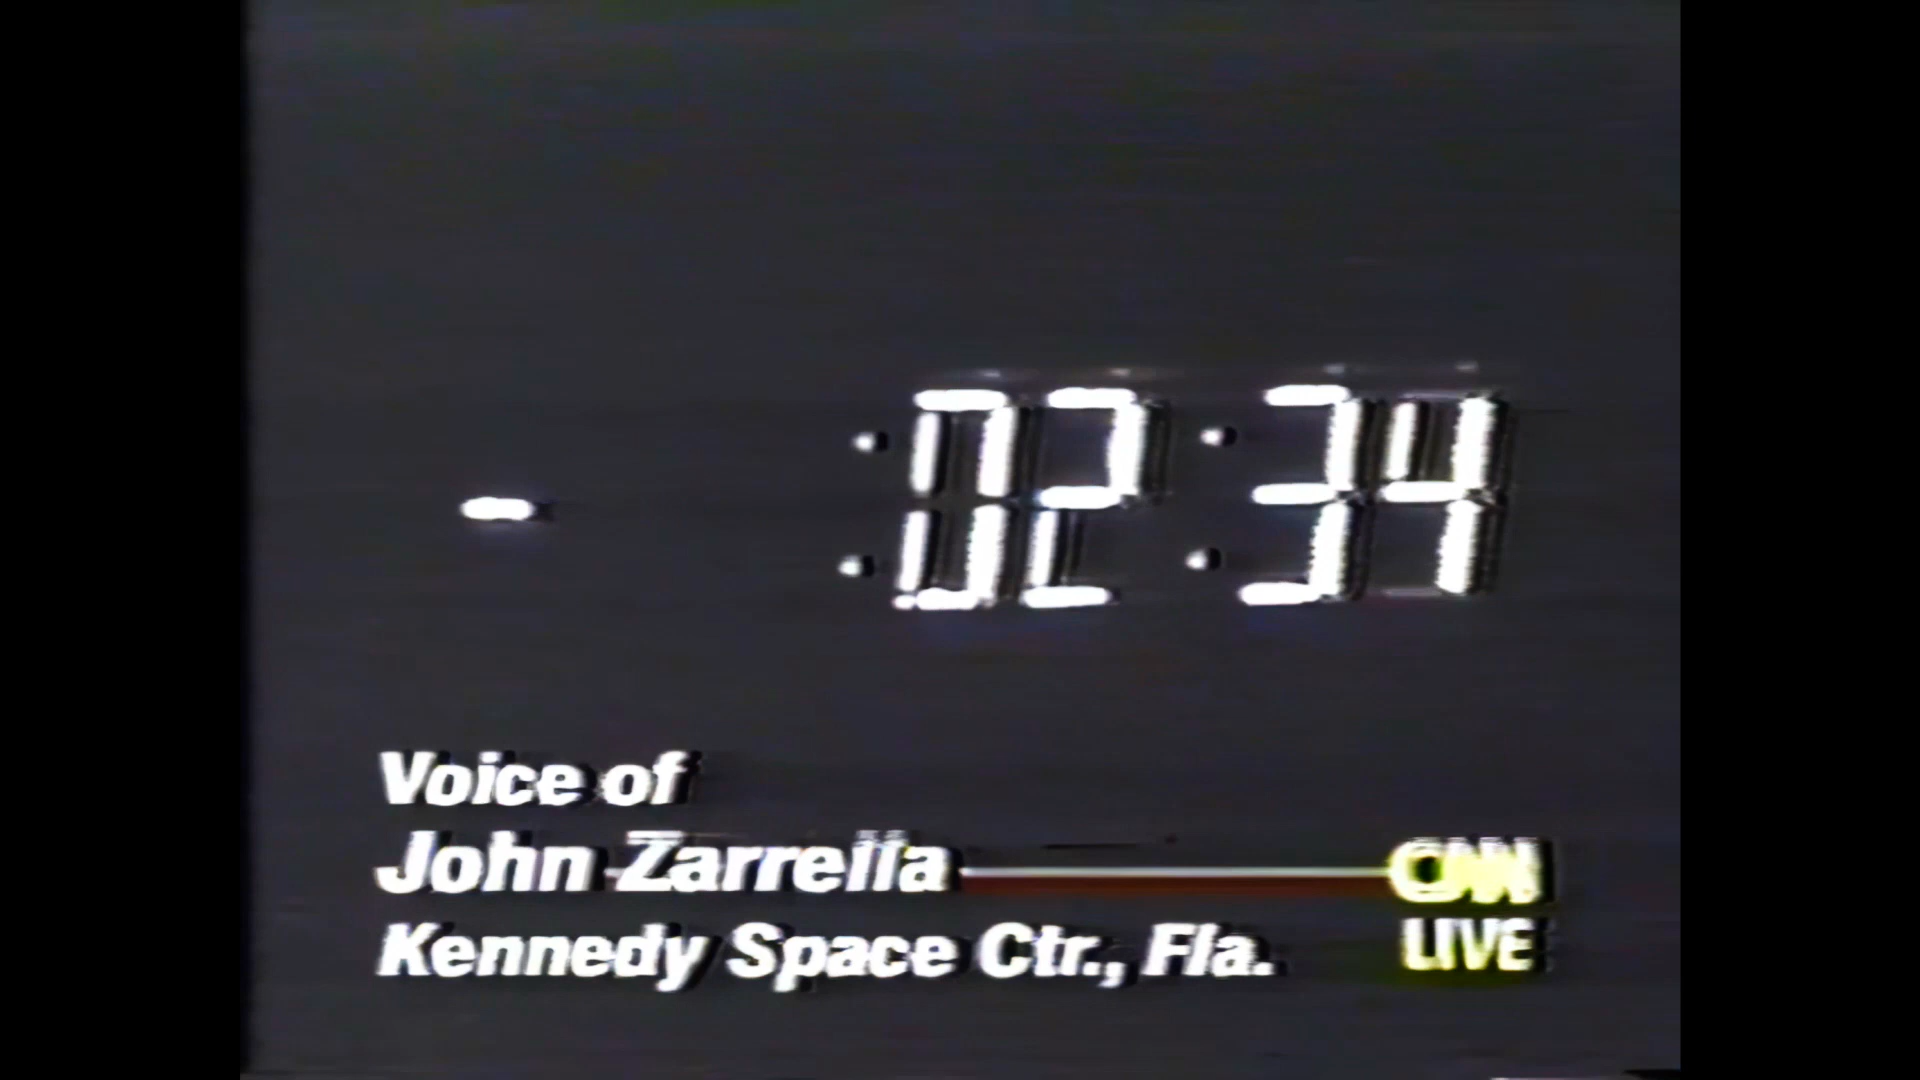 - :02:34
Voice of
John Zarrella
CNN
Kennedy Space Ctr., Fla.
LIVE